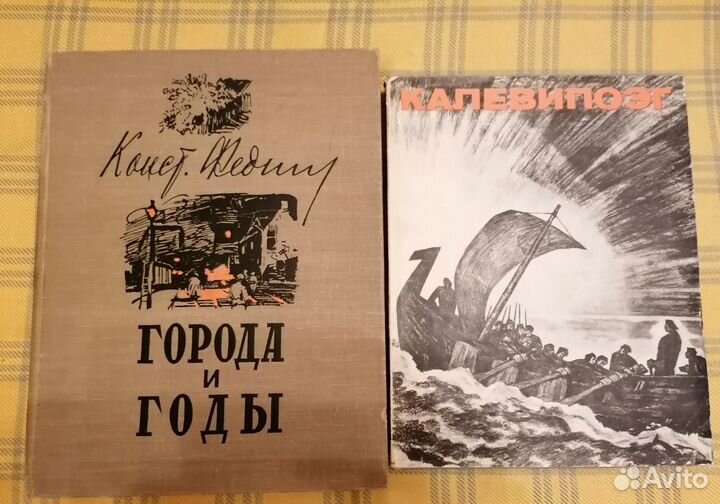 Конст. Федин
ГОРОДА
и
ГОДЫ
КАЛЕВИПОЭГ
Avito